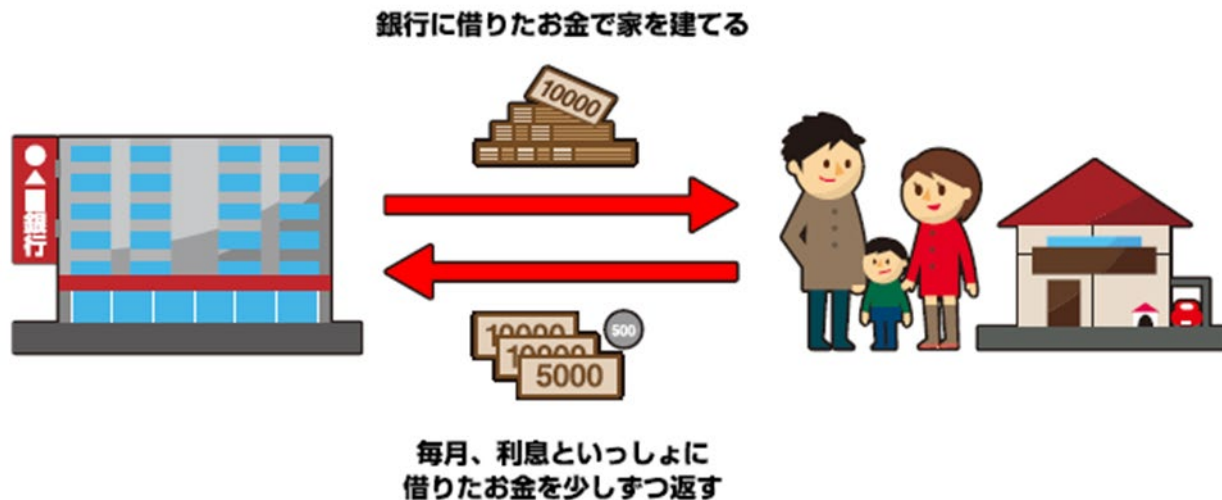 銀行に借りたお金で家を建てる
10000
●▲■銀行
10000
500
10000
5000
毎月、利息といっしょに
借りたお金を少しずつ返す